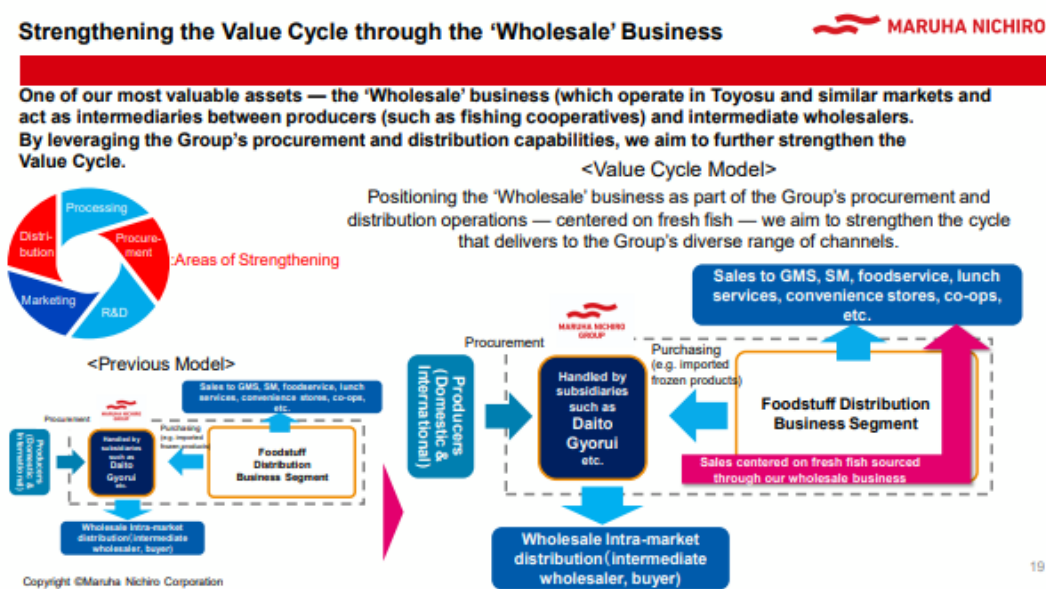 Strengthening the Value Cycle through the ‘Wholesale’ Business
MARUHA NICHIRO
One of our most valuable assets — the ‘Wholesale’ business (which operate in Toyosu and similar markets and
act as intermediaries between producers (such as fishing cooperatives) and intermediate wholesalers.
By leveraging the Group’s procurement and distribution capabilities, we aim to further strengthen the
Value Cycle.
Processing
Procure-
ment
R&D
Marketing
Distri-
bution
:Areas of Strengthening
<Value Cycle Model>
Positioning the ‘Wholesale’ business as part of the Group’s procurement and
distribution operations — centered on fresh fish — we aim to strengthen the cycle
that delivers to the Group’s diverse range of channels.
<Previous Model>
Sales to GMS, SM, foodservice, lunch
services, convenience stores, co-ops,
etc.
Procurement
MARUHA NICHIRO
GROUP
Purchasing
(e.g. imported
frozen products)
Producers
(Domestic &
International)
Handled by
subsidiaries
such as
Daito
Gyorui
etc.
Foodstuff
Distribution
Business Segment
Wholesale Intra-market
distribution(intermediate
wholesaler, buyer)
Sales to GMS, SM, foodservice, lunch
services, convenience stores, co-ops,
etc.
MARUHA NICHIRO
GROUP
Procurement
Purchasing
(e.g. imported
frozen products)
Producers
(Domestic &
International)
Handled by
subsidiaries
such as
Daito
Gyorui
etc.
Foodstuff Distribution
Business Segment
Sales centered on fresh fish sourced
through our wholesale business
Wholesale Intra-market
distribution(intermediate
wholesaler, buyer)
Copyright ©Maruha Nichiro Corporation
19